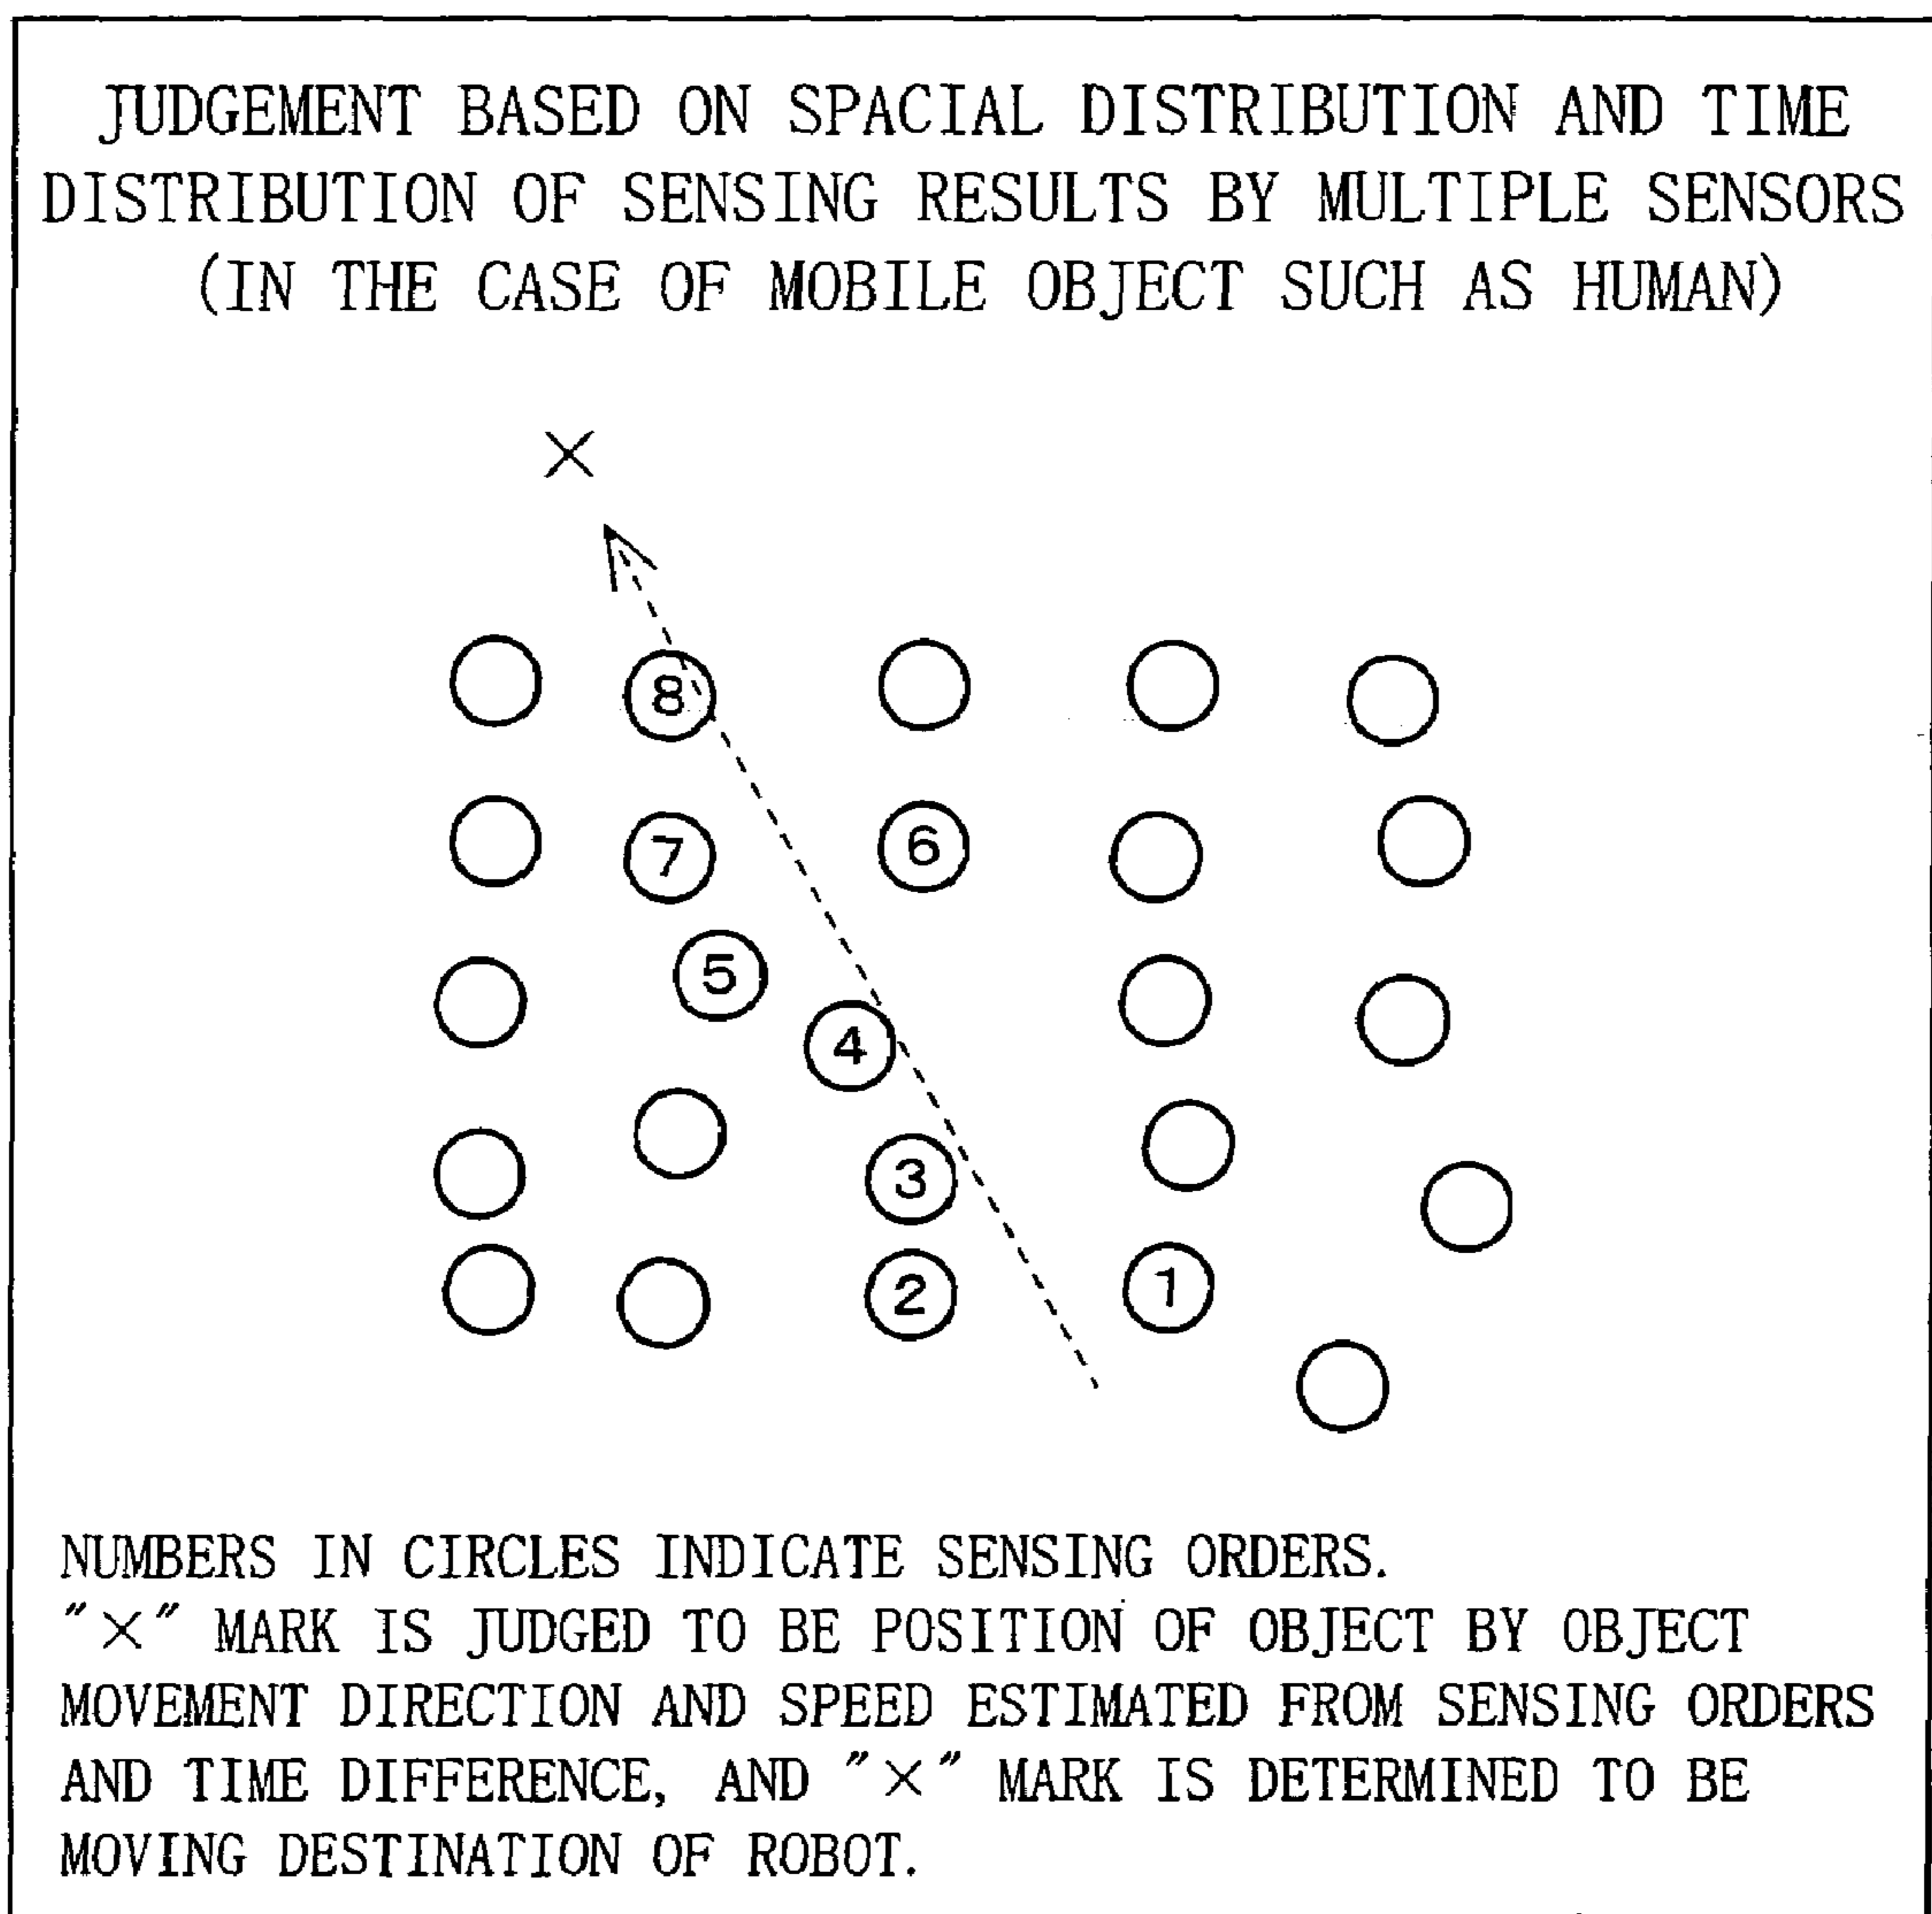 JUDGEMENT BASED ON SPACIAL DISTRIBUTION AND TIME
DISTRIBUTION OF SENSING RESULTS BY MULTIPLE SENSORS
(IN THE CASE OF MOBILE OBJECT SUCH AS HUMAN)
×
8
7 6
5
4
3
2 1
NUMBERS IN CIRCLES INDICATE SENSING ORDERS.
"×" MARK IS JUDGED TO BE POSITION OF OBJECT BY OBJECT
MOVEMENT DIRECTION AND SPEED ESTIMATED FROM SENSING ORDERS
AND TIME DIFFERENCE, AND "×" MARK IS DETERMINED TO BE
MOVING DESTINATION OF ROBOT.